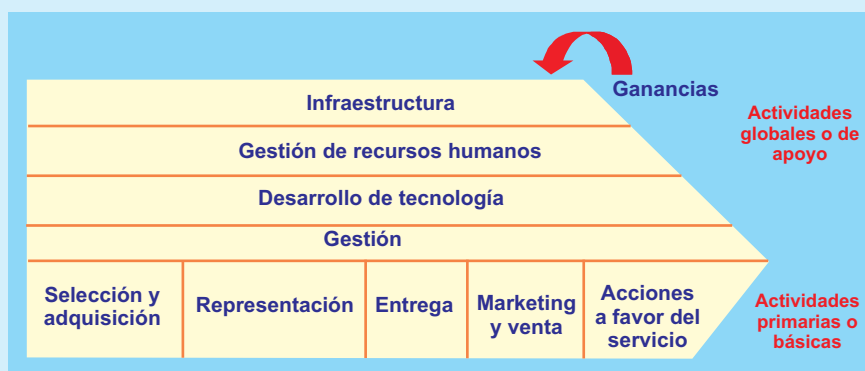 Ganancias
Infraestructura
Actividades
globales o de
apoyo
Gestión de recursos humanos
Desarrollo de tecnología
Gestión
Selección y
adquisición
Representación
Entrega
Marketing
y venta
Acciones
a favor del
servicio
Actividades
primarias o
básicas